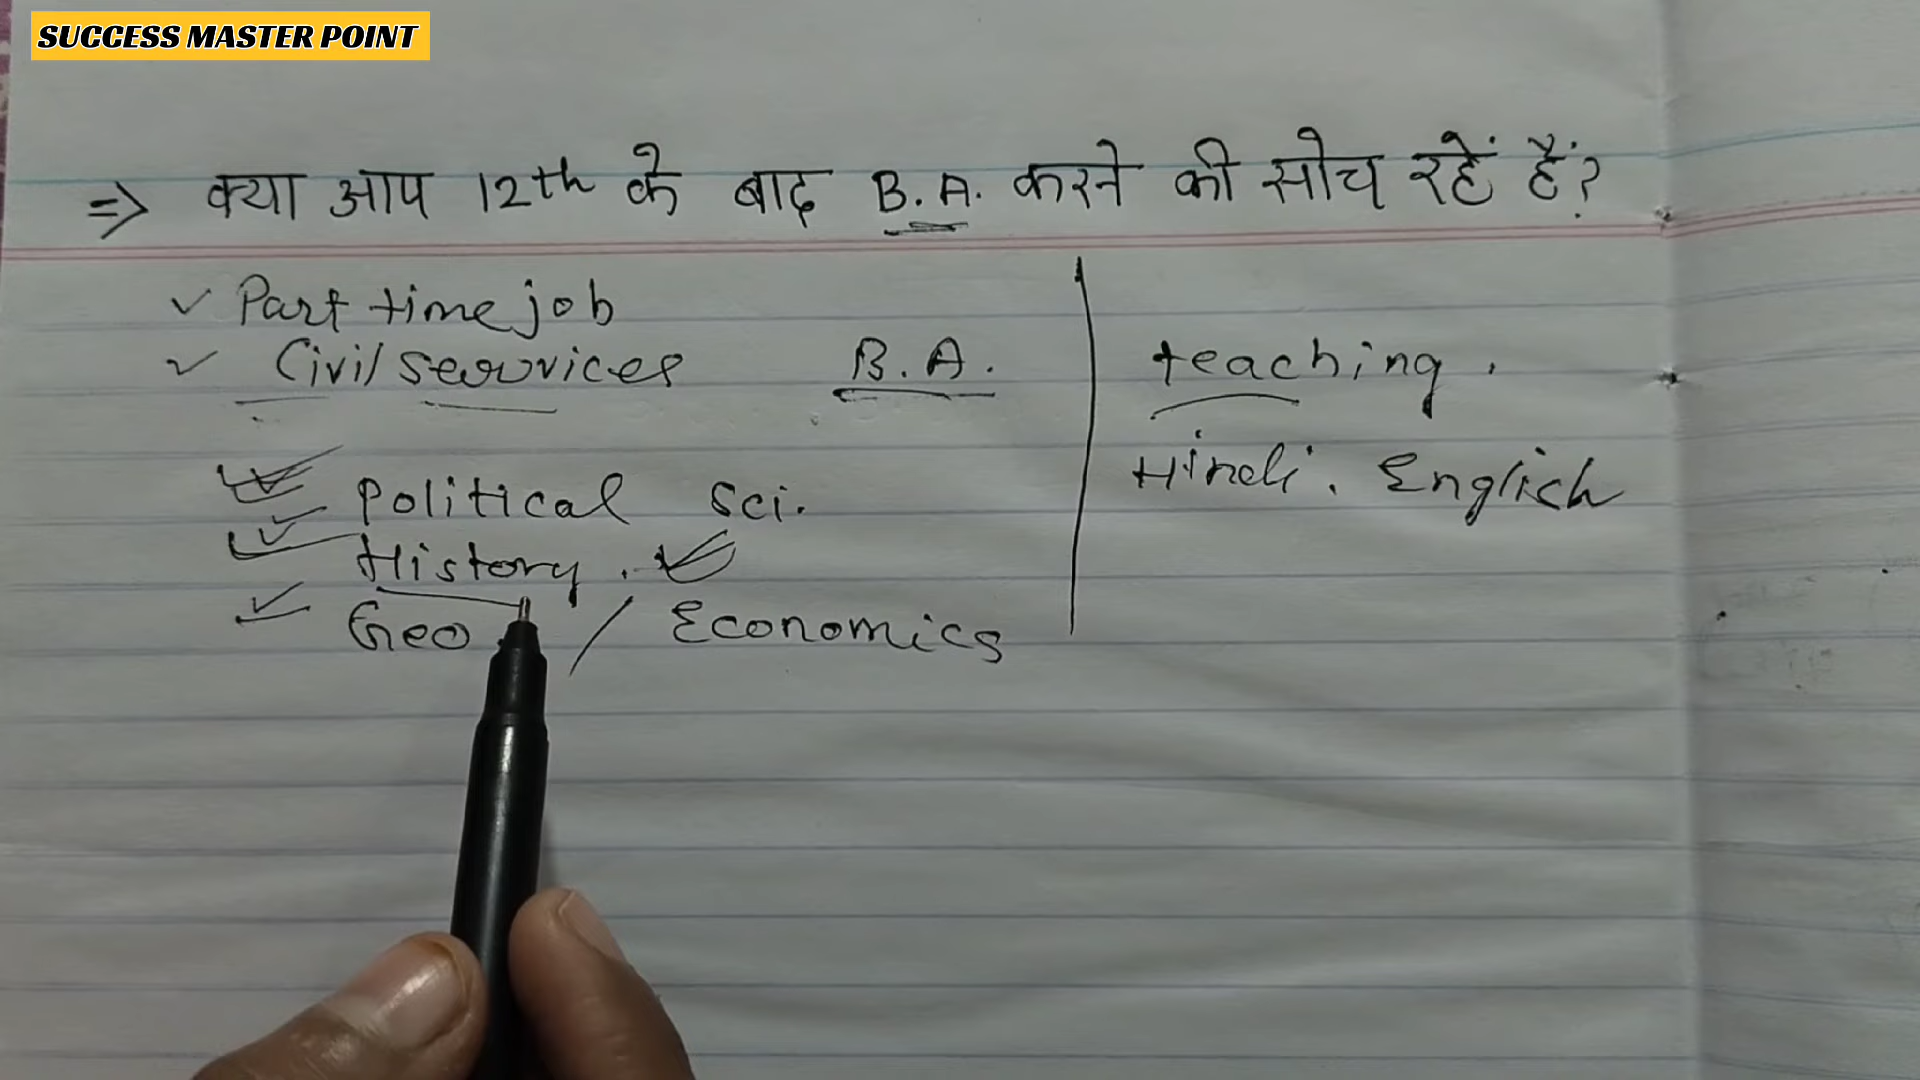 SUCCESS MASTER POINT
=> क्या आप 12th के बाद B.A. करने की सोच रहें हैं?
✓ Part time job
✓ Civil services
B.A.
✓ Political Sci.
✓ History. ✓
✓ Geo. / Economics
teaching.
Hindi. English